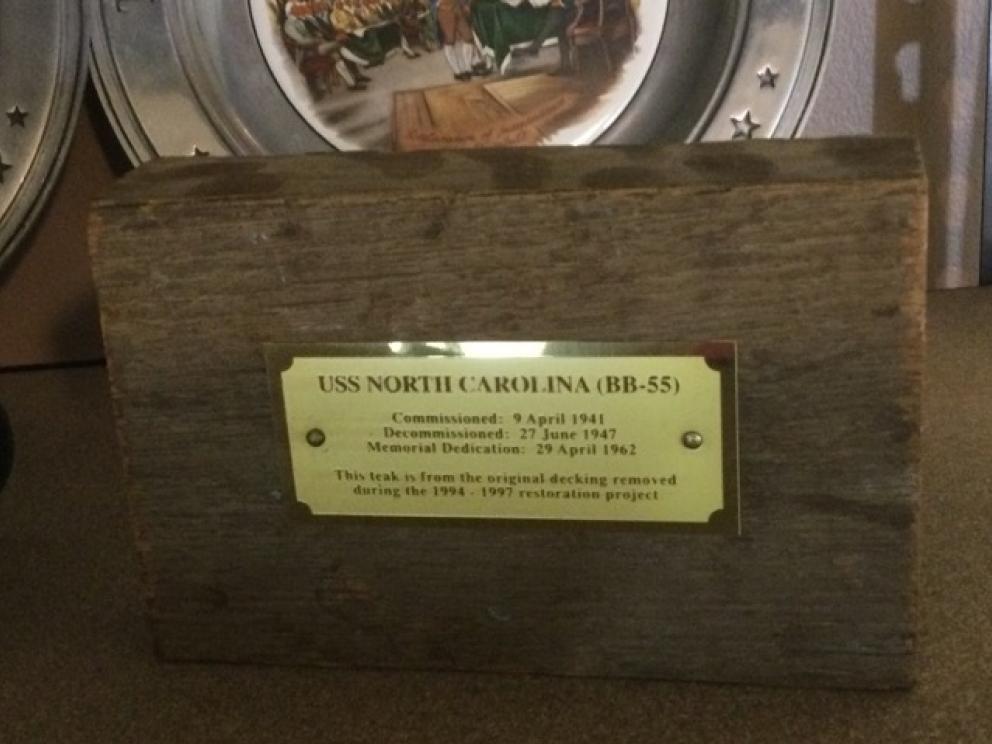 USS NORTH CAROLINA (BB-55)
Commissioned: 9 April 1941
Decommissioned: 27 June 1947
Memorial Dedication: 29 April 1962
This teak is from the original decking removed
during the 1994 - 1997 restoration project